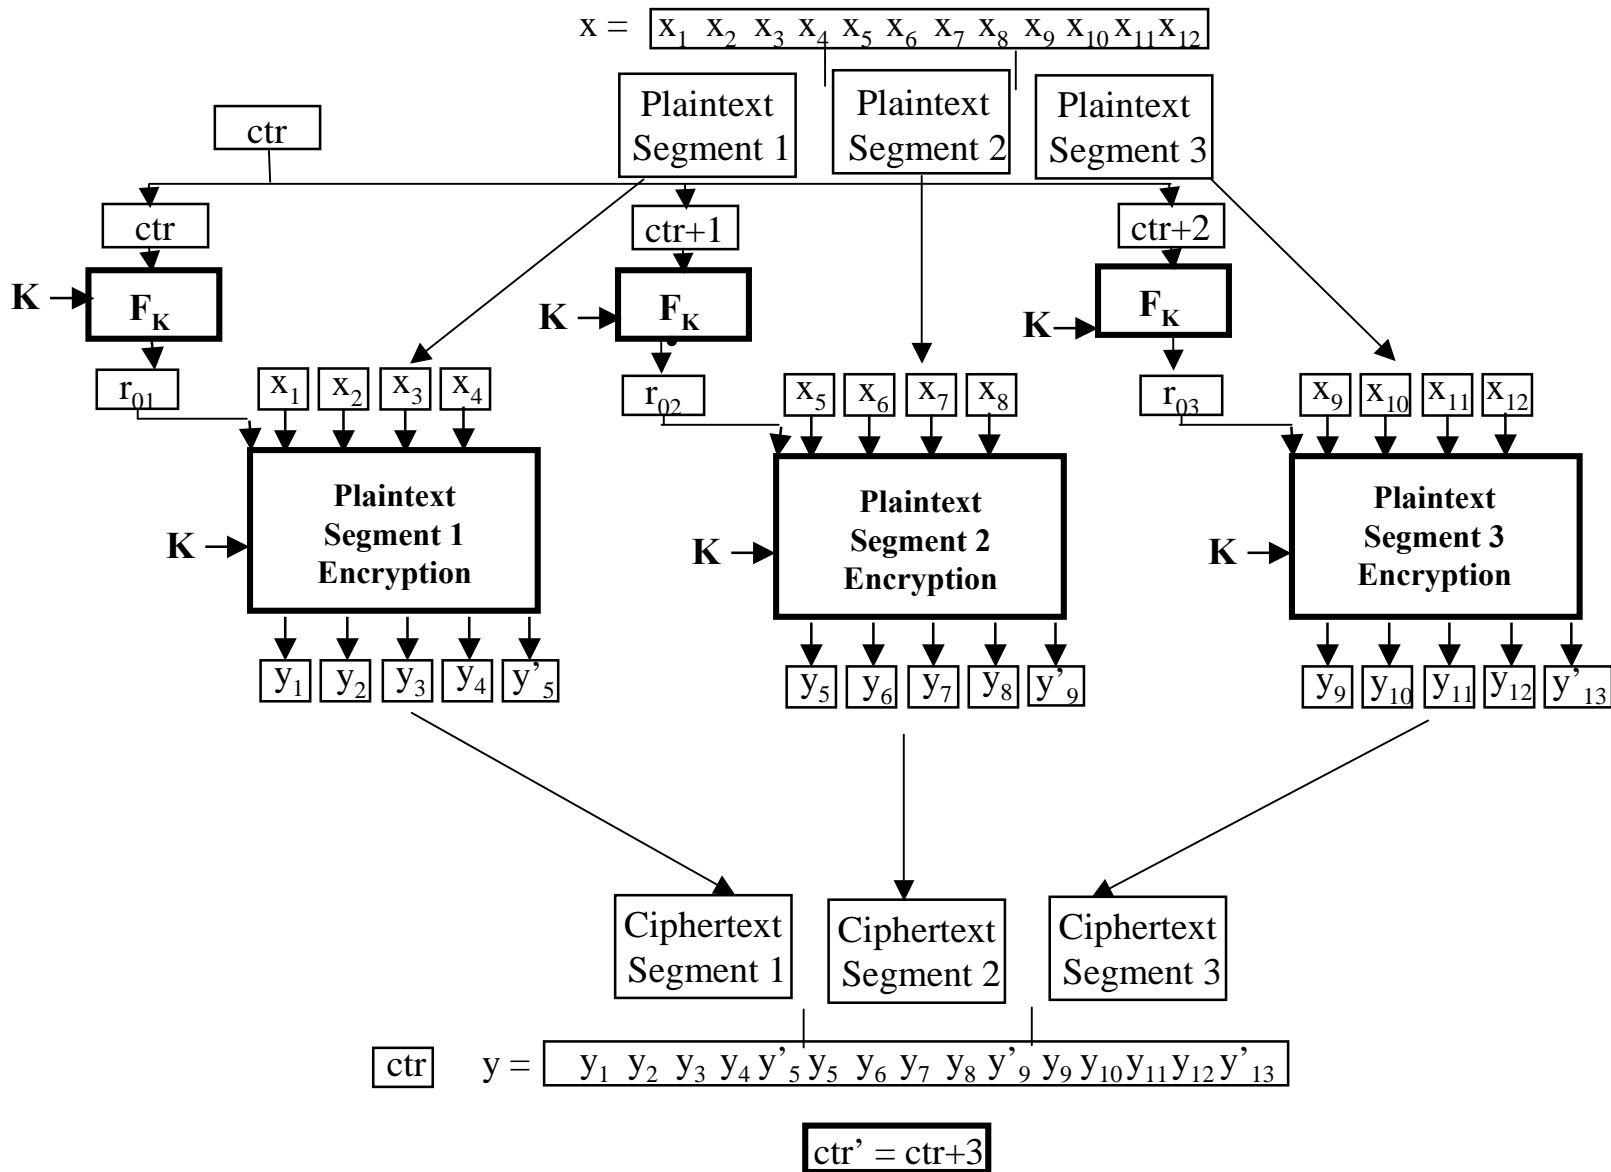 x = x₁ x₂ x₃ x₄ x₅ x₆ x₇ x₈ x₉ x₁₀ x₁₁ x₁₂
Plaintext
Segment 1
Plaintext
Segment 2
Plaintext
Segment 3
ctr
ctr
ctr+1
ctr+2
K
F_K
K
F_K
K
F_K
r₀₁
x₁ x₂ x₃ x₄
r₀₂
x₅ x₆ x₇ x₈
r₀₃
x₉ x₁₀ x₁₁ x₁₂
K
Plaintext
Segment 1
Encryption
K
Plaintext
Segment 2
Encryption
K
Plaintext
Segment 3
Encryption
y₁ y₂ y₃ y₄ y’₅
y₅ y₆ y₇ y₈ y’₉
y₉ y₁₀ y₁₁ y₁₂ y’₁₃
Ciphertext
Segment 1
Ciphertext
Segment 2
Ciphertext
Segment 3
ctr
y = y₁ y₂ y₃ y₄ y’₅ y₅ y₆ y₇ y₈ y’₉ y₉ y₁₀ y₁₁ y₁₂ y’₁₃
ctr’ = ctr+3